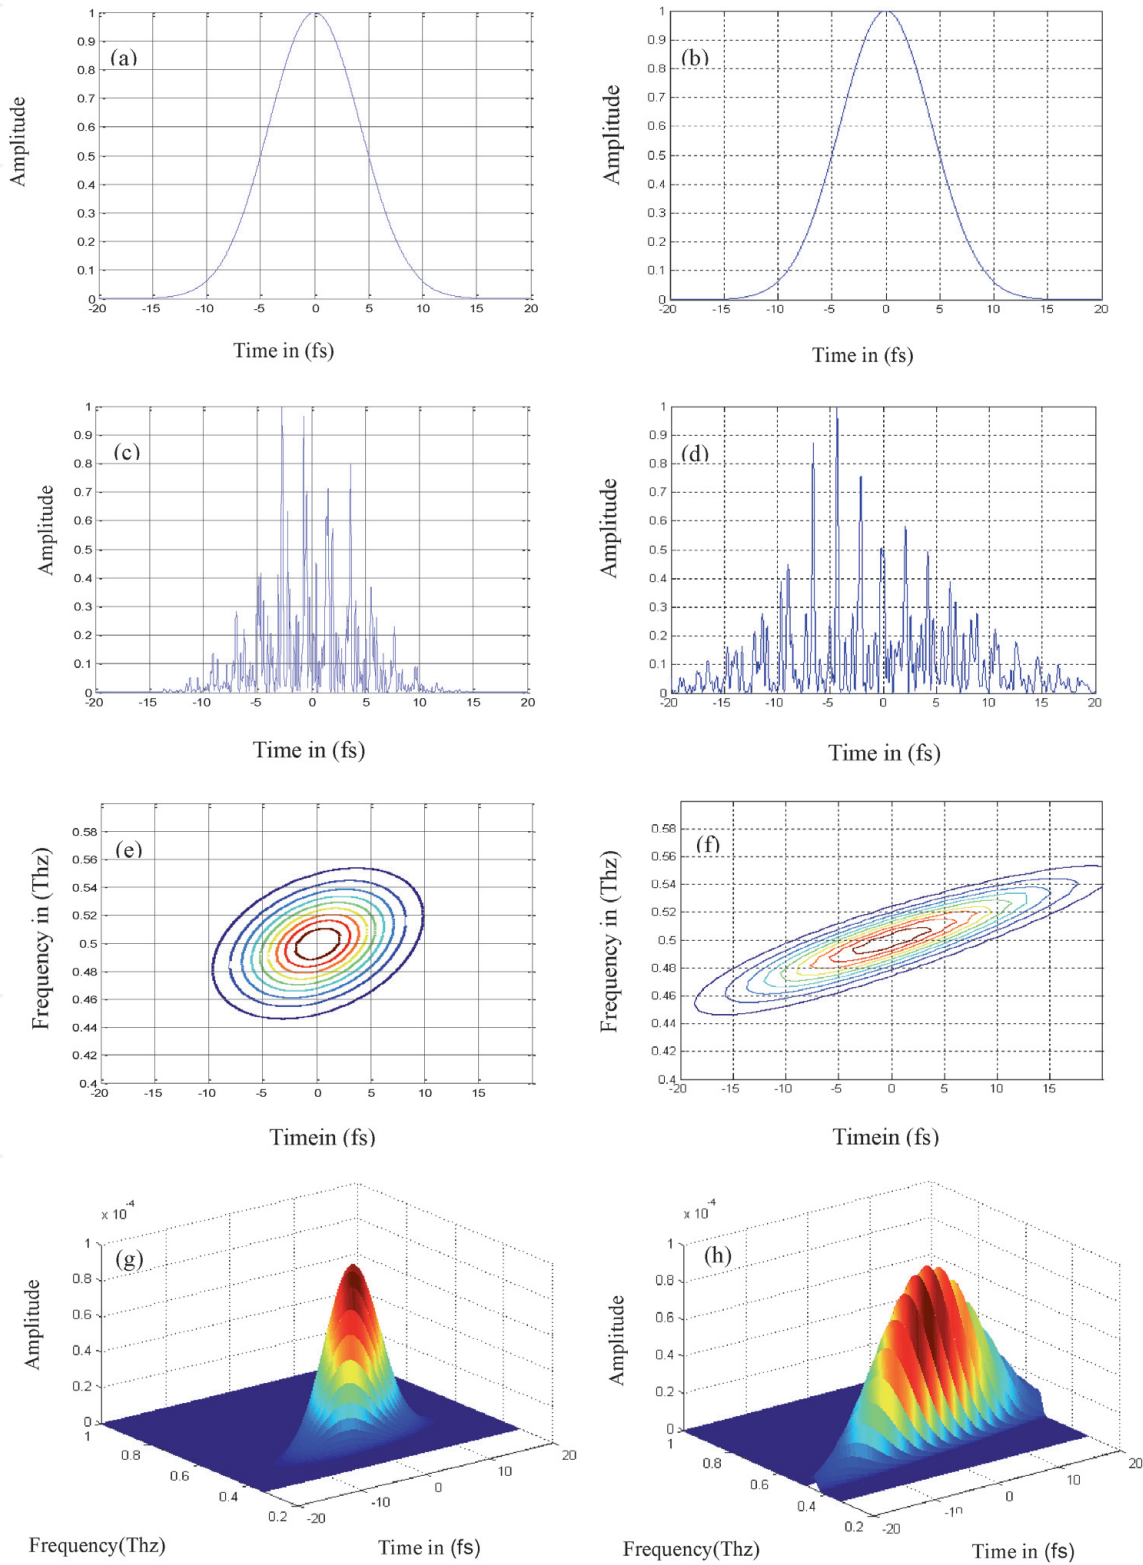 1
0.9
(a)
0.8
0.7
0.6
0.5
0.4
0.3
0.2
0.1
0
-20 -15 -10 -5 0 5 10 15 20
Amplitude
Time in (fs)
1
0.9
(b)
0.8
0.7
0.6
0.5
0.4
0.3
0.2
0.1
0
-20 -15 -10 -5 0 5 10 15 20
Amplitude
Time in (fs)
1
0.9
(c)
0.8
0.7
0.6
0.5
0.4
0.3
0.2
0.1
0
-20 -15 -10 -5 0 5 10 15 20
Amplitude
Time in (fs)
1
0.9
(d)
0.8
0.7
0.6
0.5
0.4
0.3
0.2
0.1
0
-20 -15 -10 -5 0 5 10 15 20
Amplitude
Time in (fs)
0.58
(e)
0.56
0.54
0.52
0.5
0.48
0.46
0.44
0.42
0.4
-20 -15 -10 -5 0 5 10 15
Frequency in (Thz)
Timein (fs)
0.58
(f)
0.56
0.54
0.52
0.5
0.48
0.46
0.44
0.42
0.4
-20 -15 -10 -5 0 5 10 15
Frequency in (Thz)
Timein (fs)
x 10-4
(g)
1
0.8
0.6
0.4
0.2
0
Amplitude
1
0.8
0.6
0.4
0.2
-20
-10
0
10
20
Frequency(Thz)
Time in (fs)
x 10-4
(h)
1
0.8
0.6
0.4
0.2
0
Amplitude
1
0.8
0.6
0.4
0.2
-20
-10
0
10
20
Frequency(Thz)
Time in (fs)